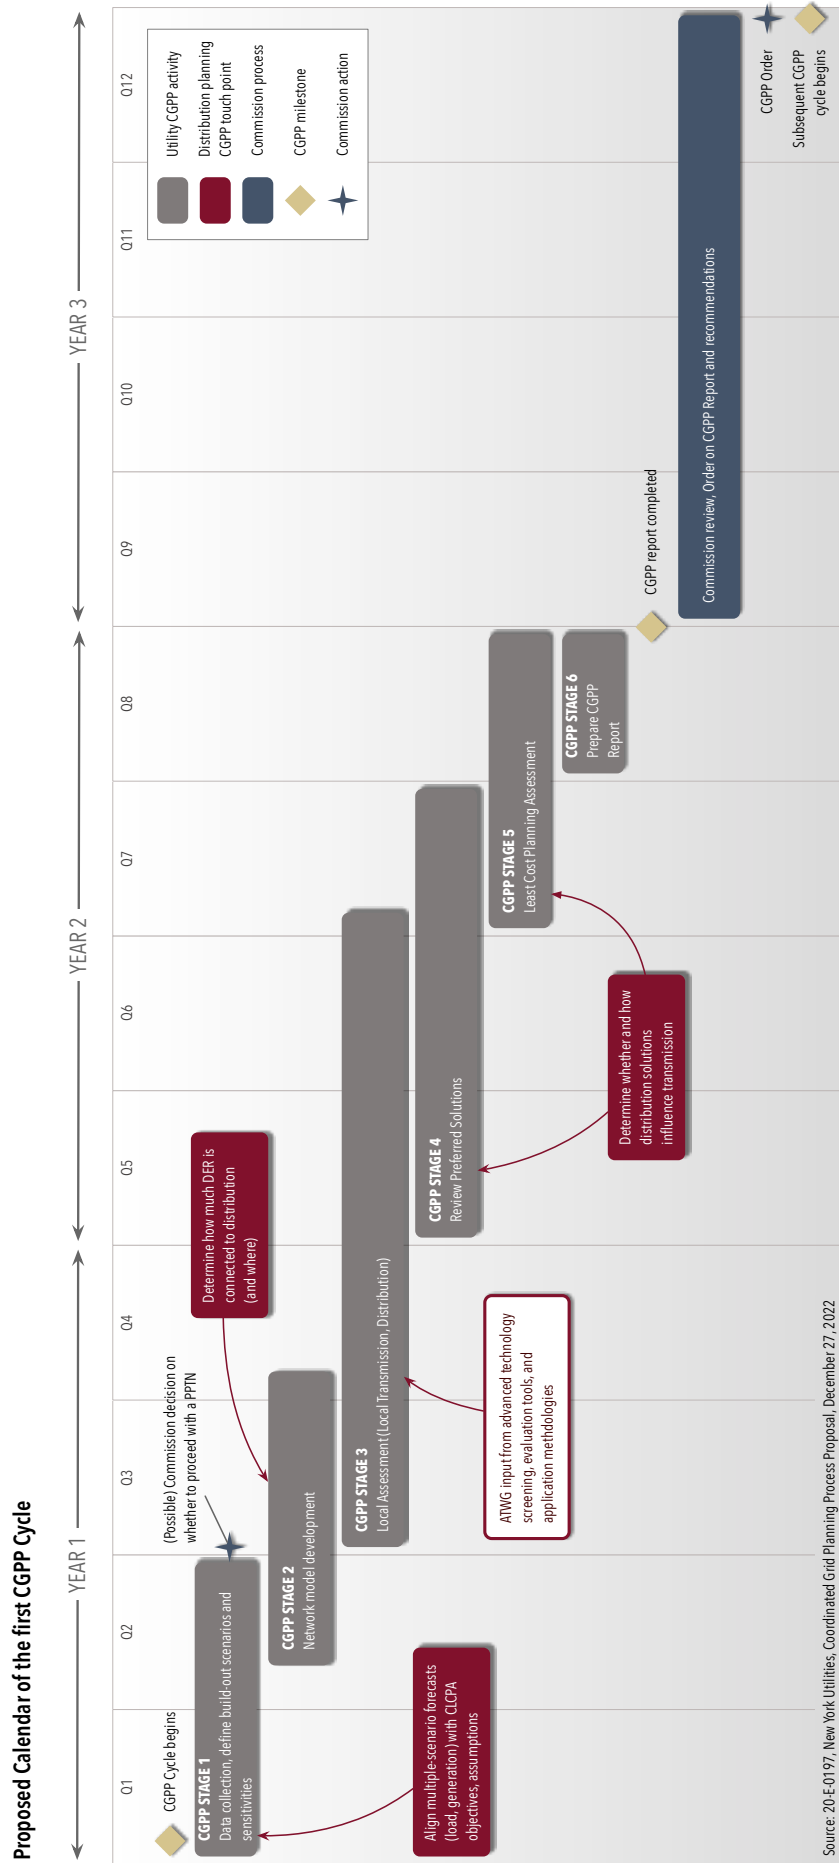 Proposed Calendar of the first CGPP Cycle
YEAR 1
YEAR 2
YEAR 3
Q1
Q2
Q3
Q4
Q5
Q6
Q7
Q8
Q9
Q10
Q11
Q12
Utility CGPP activity
Distribution planning
CGPP touch point
Commission process
CGPP milestone
Commission action
CGPP Cycle begins
CGPP STAGE 1
Data collection, define build-out scenarios and
sensitivities
(Possible) Commission decision on
whether to proceed with a PPTN
Determine how much DER is
connected to distribution
(and where)
CGPP STAGE 2
Network model development
CGPP STAGE 3
Local Assessment (Local Transmission, Distribution)
Align multiple-scenario forecasts
(load, generation) with CLCPA
objectives, assumptions
CGPP STAGE 4
Review Preferred Solutions
ATWG input from advanced technology
screening, evaluation tools, and
application methdologies
CGPP STAGE 5
Least Cost Planning Assessment
CGPP STAGE 6
Prepare CGPP
Report
Determine whether and how
distribution solutions
influence transmission
CGPP report completed
Commission review, Order on CGPP Report and recommendations
CGPP Order
Subsequent CGPP
cycle begins
Source: 20-E-0197, New York Utilities, Coordinated Grid Planning Process Proposal, December 27, 2022